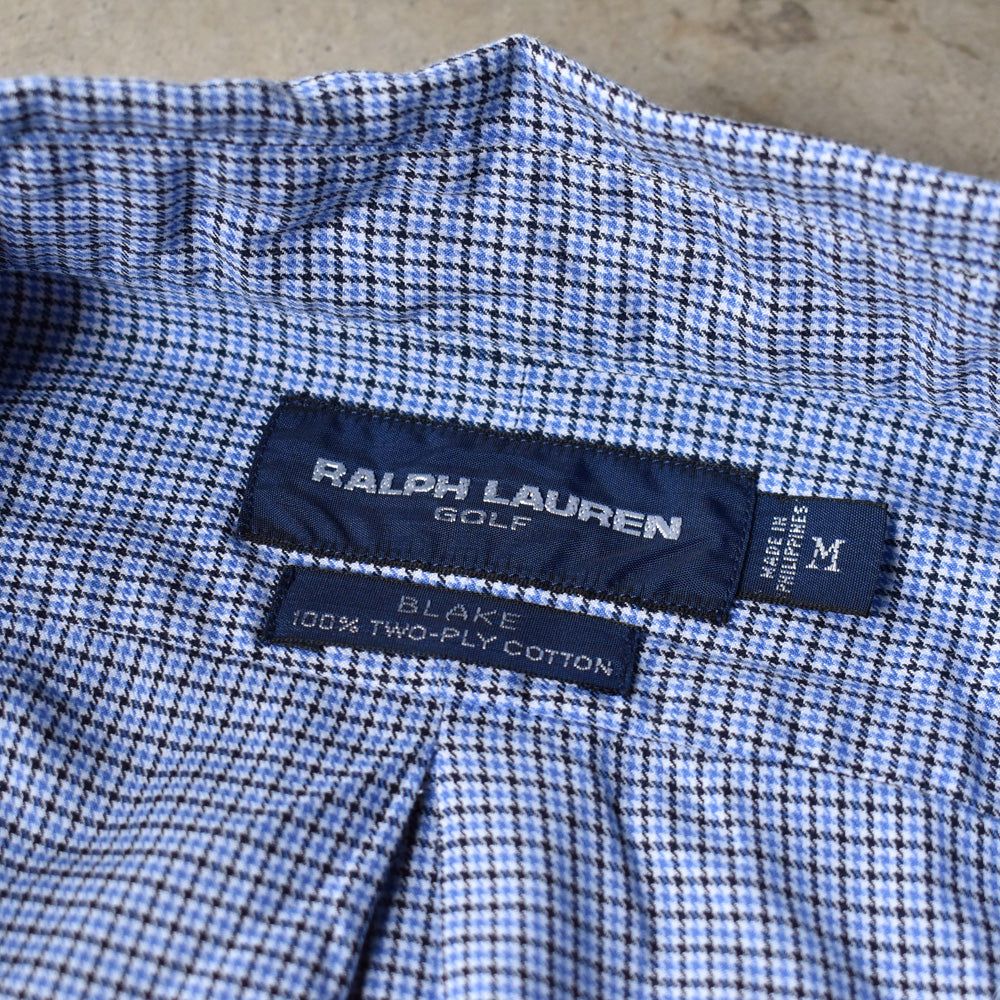 RALPH LAUREN
GOLF
MADE IN
PHILIPPINES
M
BLAKE
100% TWO-PLY COTTON